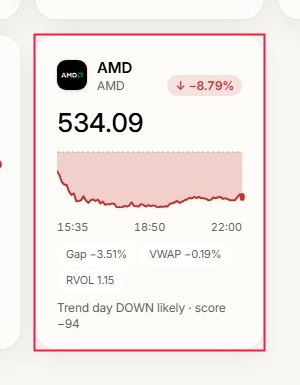 AMD
AMD
AMD
↓ −8.79%
534.09
15:35 18:50 22:00
Gap −3.51% VWAP −0.19%
RVOL 1.15
Trend day DOWN likely · score
−94